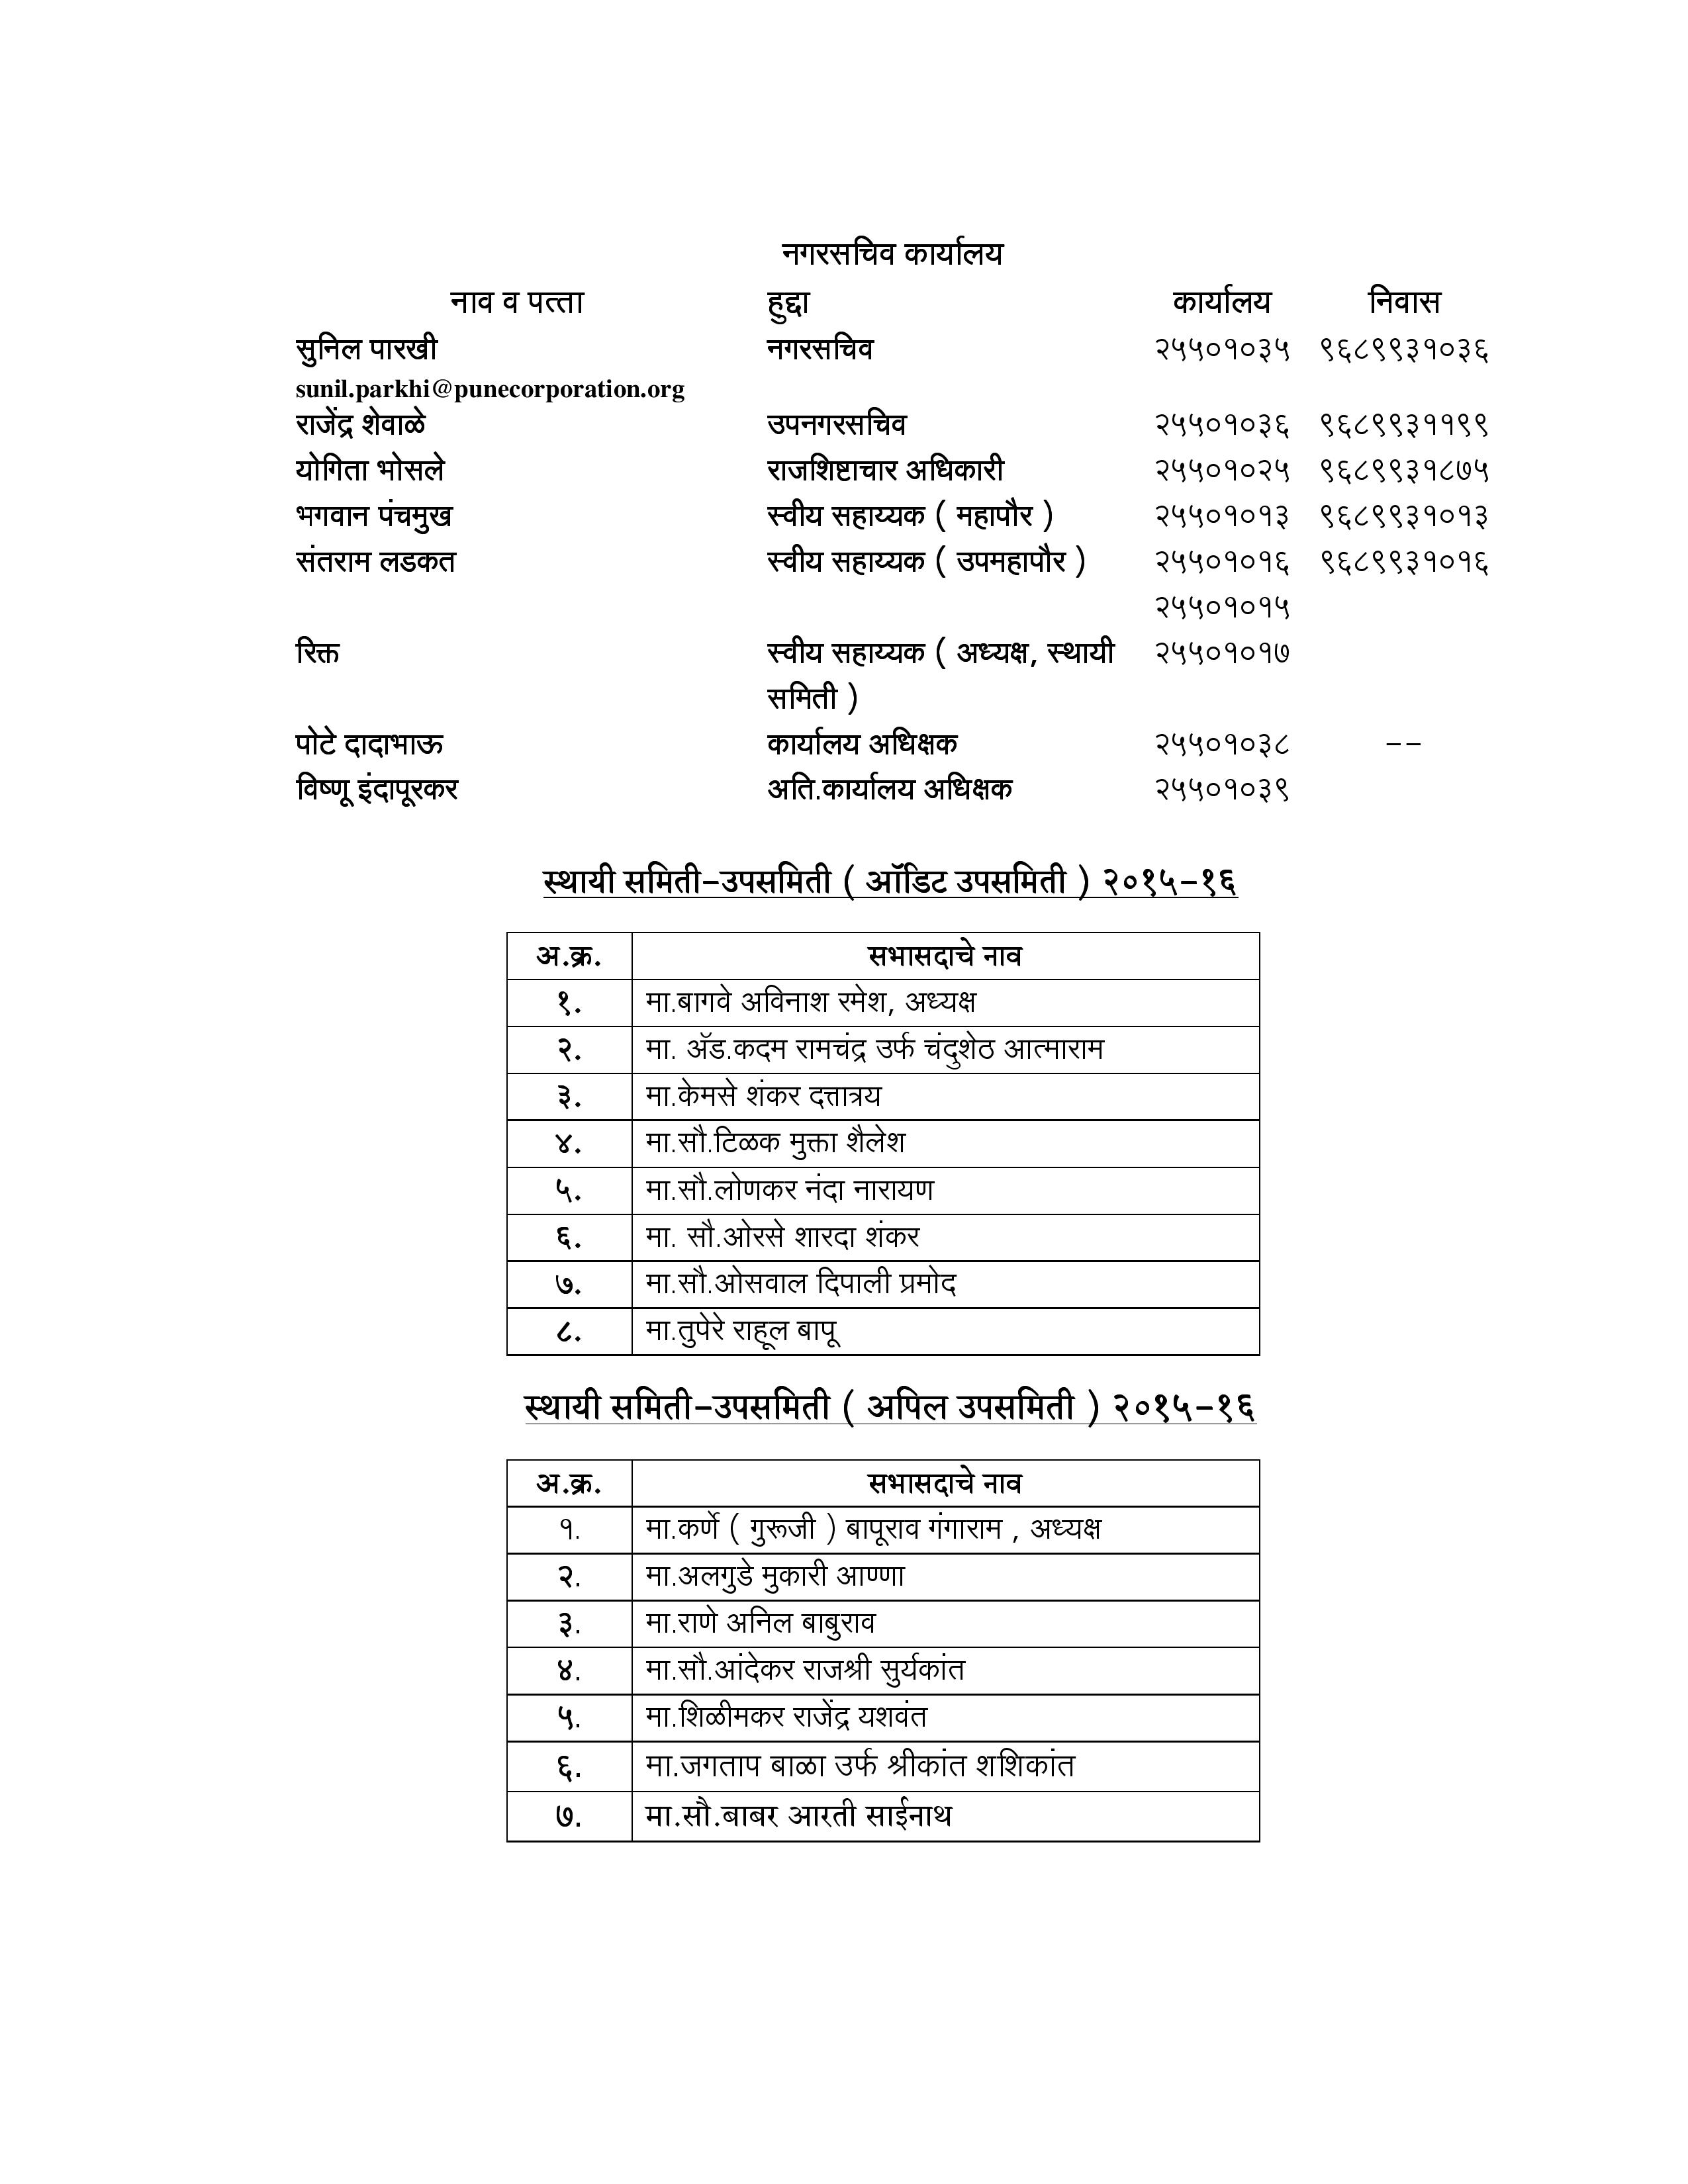 नगरसचिव कार्यालय
नाव व पत्त्ता हुद्दा कार्यालय निवास
सुनिल पारखी नगरसचिव २५५०१०३५ ९६८९९३१०३६
sunil.parkhi@punecorporation.org
राजेंद्र शेवाळे उपनगरसचिव २५५०१०३६ ९६८९९३११९९
योगिता भोसले राजशिष्टाचार अधिकारी २५५०१०२५ ९६८९९३१८७५
भगवान पंचमुख स्वीय सहाय्यक ( महापौर ) २५५०१०१३ ९६८९९३१०१३
संतराम लडकत स्वीय सहाय्यक ( उपमहापौर ) २५५०१०१६ ९६८९९३१०१६
२५५०१०१५
रिक्त स्वीय सहाय्यक ( अध्यक्ष, स्थायी २५५०१०१७
समिती )
पोटे दादाभाऊ कार्यालय अधिक्षक २५५०१०३८ --
विष्णू इंदापूरकर अति.कार्यालय अधिक्षक २५५०१०३९
स्थायी समिती-उपसमिती ( ऑडिट उपसमिती ) २०१५-१६
अ.क्र. सभासदाचे नाव
१. मा.बागवे अविनाश रमेश, अध्यक्ष
२. मा. ॲड.कदम रामचंद्र उर्फ चंदुशेठ आत्माराम
३. मा.केमसे शंकर दत्तात्रय
४. मा.सौ.टिळक मुक्ता शैलेश
५. मा.सौ.लोणकर नंदा नारायण
६. मा. सौ.ओरसे शारदा शंकर
७. मा.सौ.ओसवाल दिपाली प्रमोद
८. मा.तुपेरे राहूल बापू
स्थायी समिती-उपसमिती ( अपिल उपसमिती ) २०१५-१६
अ.क्र. सभासदाचे नाव
१. मा.कर्णे ( गुरूजी ) बापूराव गंगाराम , अध्यक्ष
२. मा.अलगुडे मुकारी आण्णा
३. मा.राणे अनिल बाबुराव
४. मा.सौ.आंदेकर राजश्री सुर्यकांत
५. मा.शिळीमकर राजेंद्र यशवंत
६. मा.जगताप बाळा उर्फ श्रीकांत शशिकांत
७. मा.सौ.बाबर आरती साईनाथ